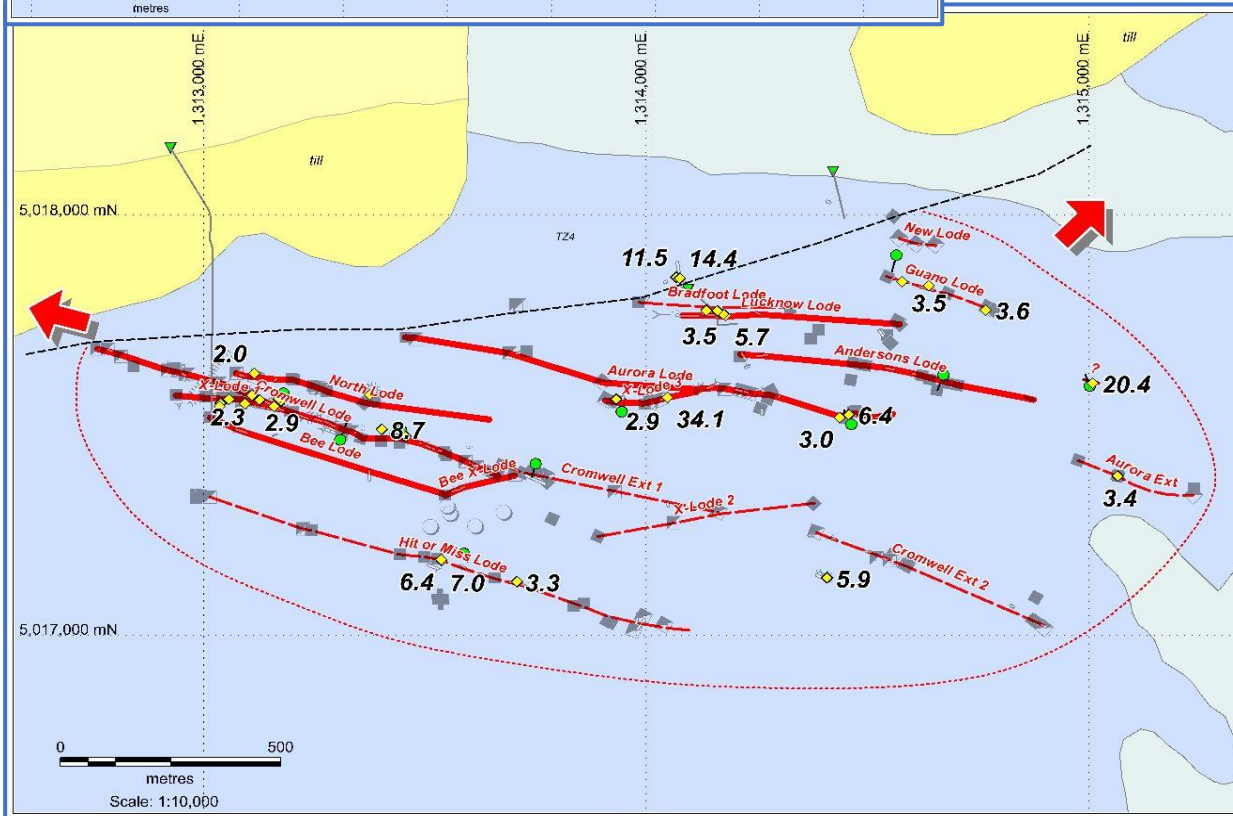 metres
1,313,000 mE
1,314,000 mE
1,315,000 mE
till
till
5,018,000 mN
TZ4
New Lode
11.5
14.4
Guano Lode
Bradfoot Lode
Lucknow Lode
3.5
3.6
3.5
5.7
Andersons Lode
2.0
Aurora Lode
?
20.4
North Lode
X-Lode 3
X-Lode 1
Cromwell Lode
2.3
2.9
8.7
2.9
34.1
3.0
6.4
Bee Lode
Bee X-Lode
Cromwell Ext 1
Aurora Ext
3.4
X-Lode 2
Hit or Miss Lode
Cromwell Ext 2
6.4
7.0
3.3
5.9
5,017,000 mN
0
500
metres
Scale: 1:10,000